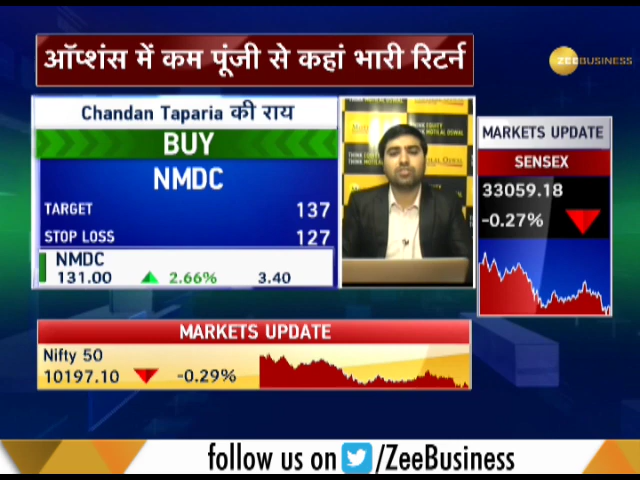 ऑप्शंस में कम पूंजी से कहां भारी रिटर्न
ZEEBUSINESS
Chandan Taparia की राय
BUY
NMDC
TARGET 137
STOP LOSS 127
NMDC
131.00 2.66% 3.40
MARKETS UPDATE
SENSEX
33059.18
-0.27%
MARKETS UPDATE
Nifty 50
10197.10 -0.29%
follow us on /ZeeBusiness